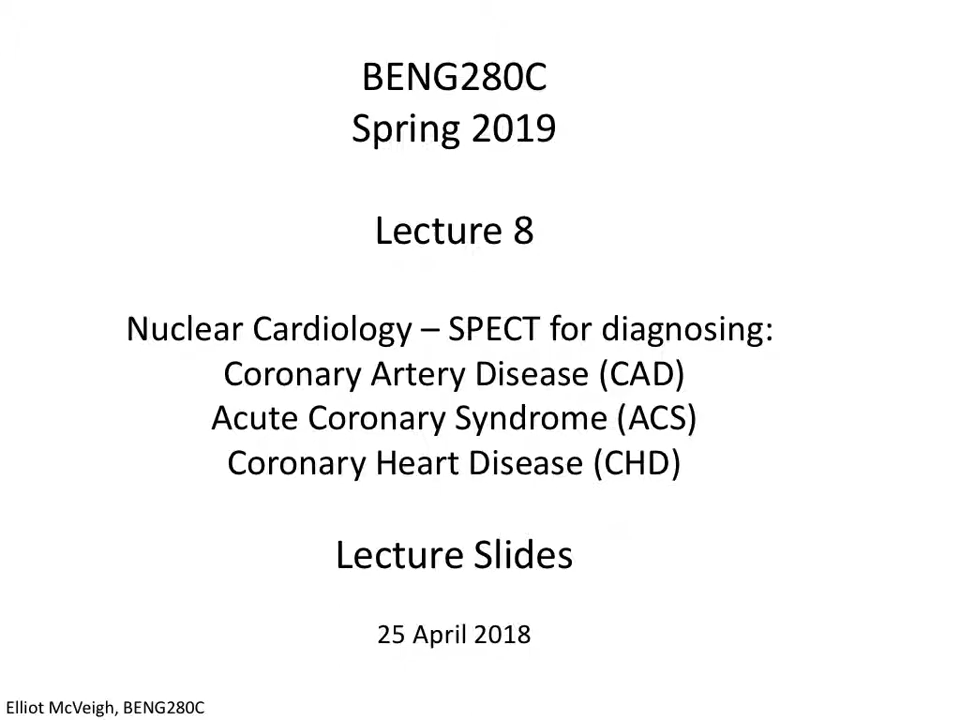 BENG280C
Spring 2019
Lecture 8
Nuclear Cardiology – SPECT for diagnosing:
Coronary Artery Disease (CAD)
Acute Coronary Syndrome (ACS)
Coronary Heart Disease (CHD)
Lecture Slides
25 April 2018
Elliot McVeigh, BENG280C